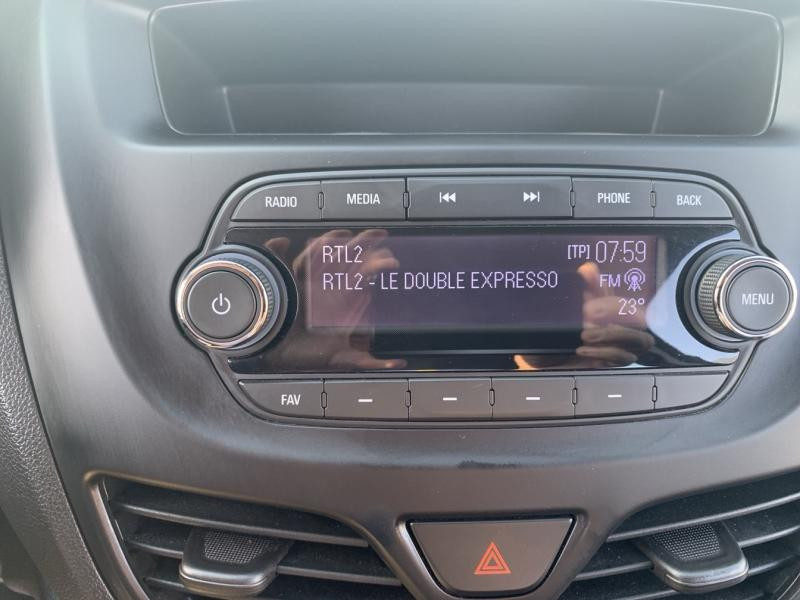 RADIO MEDIA PHONE BACK
RTL2 [TP] 07:59
RTL2 - LE DOUBLE EXPRESSO FM
23°
MENU
FAV